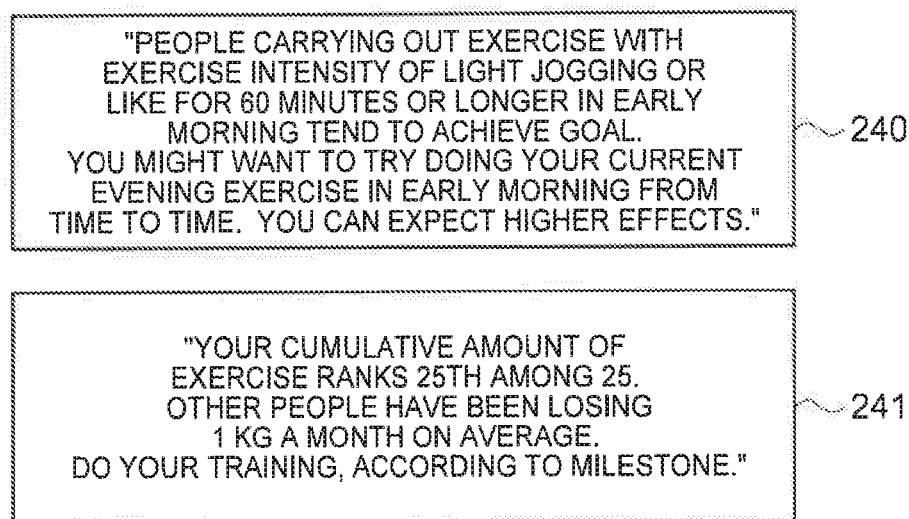 "PEOPLE CARRYING OUT EXERCISE WITH
EXERCISE INTENSITY OF LIGHT JOGGING OR
LIKE FOR 60 MINUTES OR LONGER IN EARLY
MORNING TEND TO ACHIEVE GOAL.
YOU MIGHT WANT TO TRY DOING YOUR CURRENT
EVENING EXERCISE IN EARLY MORNING FROM
TIME TO TIME. YOU CAN EXPECT HIGHER EFFECTS."
240
"YOUR CUMULATIVE AMOUNT OF
EXERCISE RANKS 25TH AMONG 25.
OTHER PEOPLE HAVE BEEN LOSING
1 KG A MONTH ON AVERAGE.
DO YOUR TRAINING, ACCORDING TO MILESTONE."
241